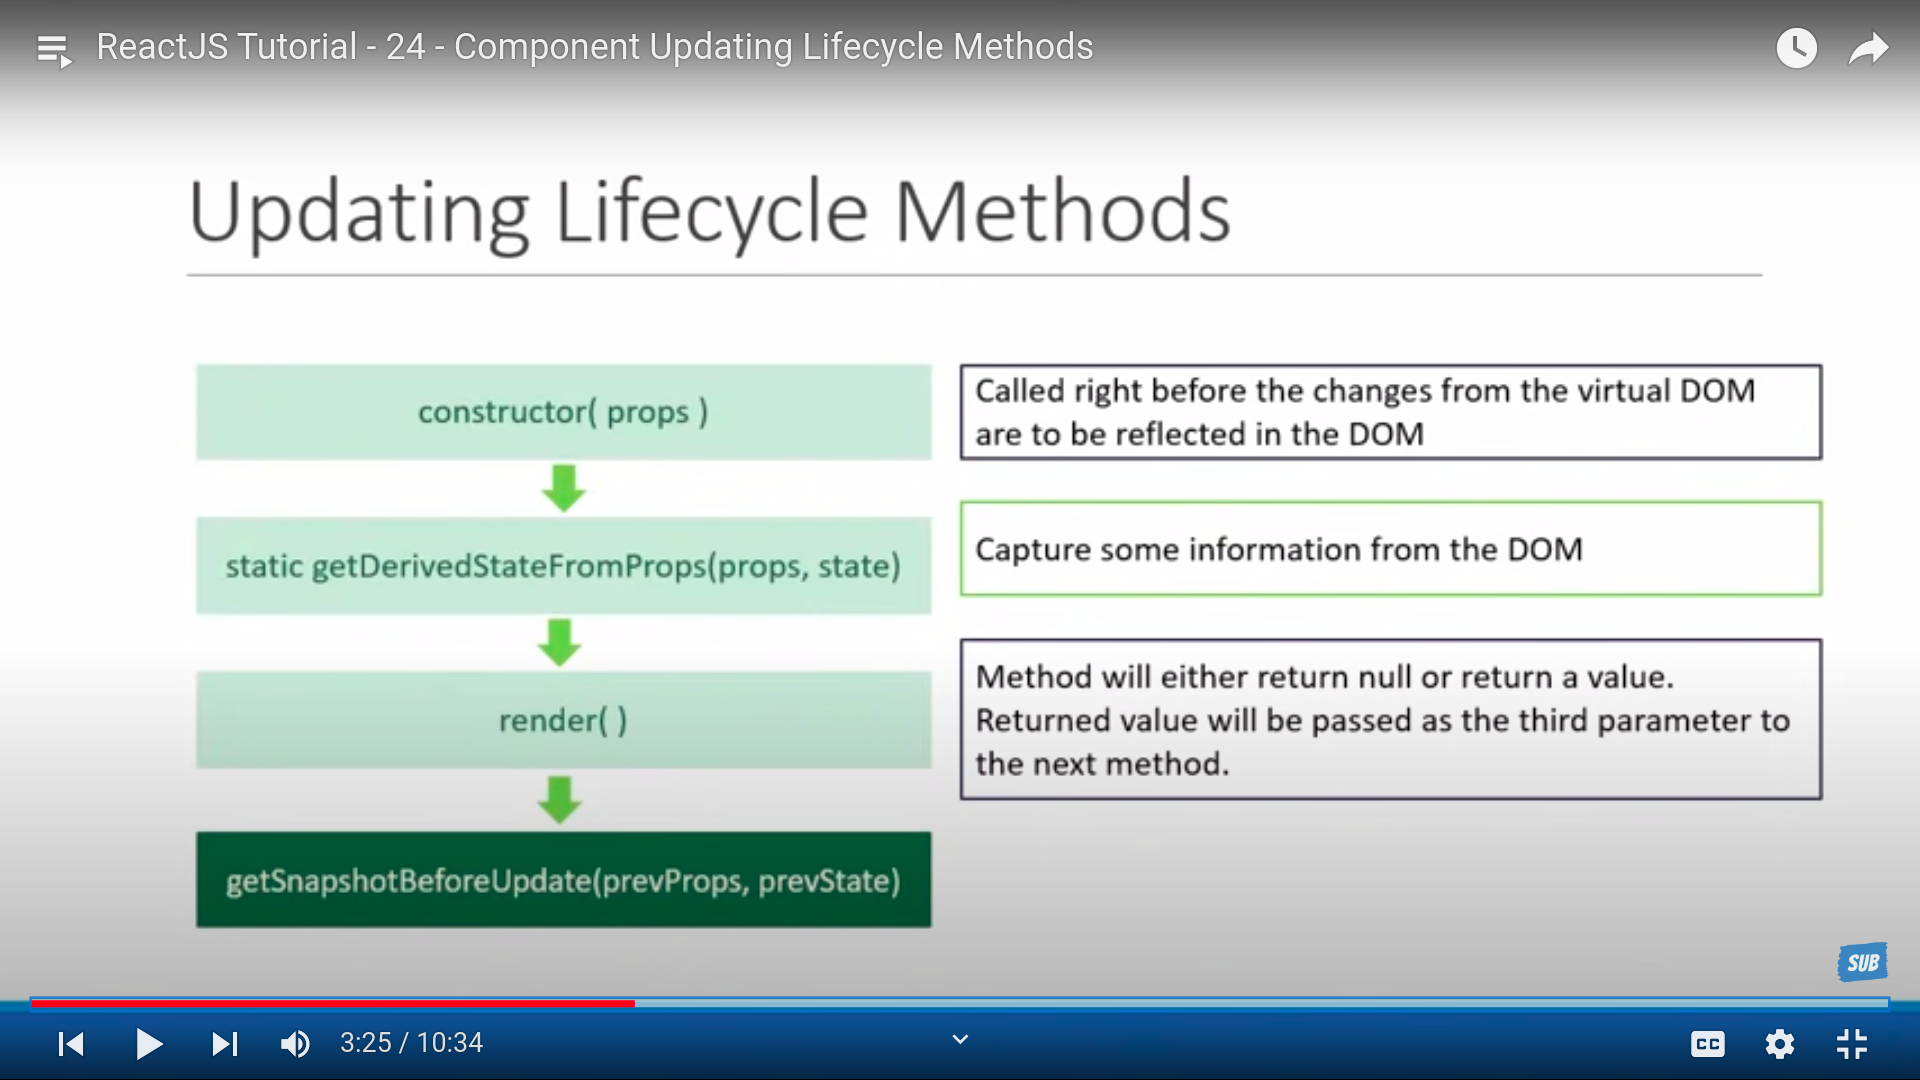 ReactJS Tutorial - 24 - Component Updating Lifecycle Methods
Updating Lifecycle Methods
constructor( props )
static getDerivedStateFromProps(props, state)
render( )
getSnapshotBeforeUpdate(prevProps, prevState)
Called right before the changes from the virtual DOM
are to be reflected in the DOM
Capture some information from the DOM
Method will either return null or return a value.
Returned value will be passed as the third parameter to
the next method.
SUB
3:25 / 10:34
CC